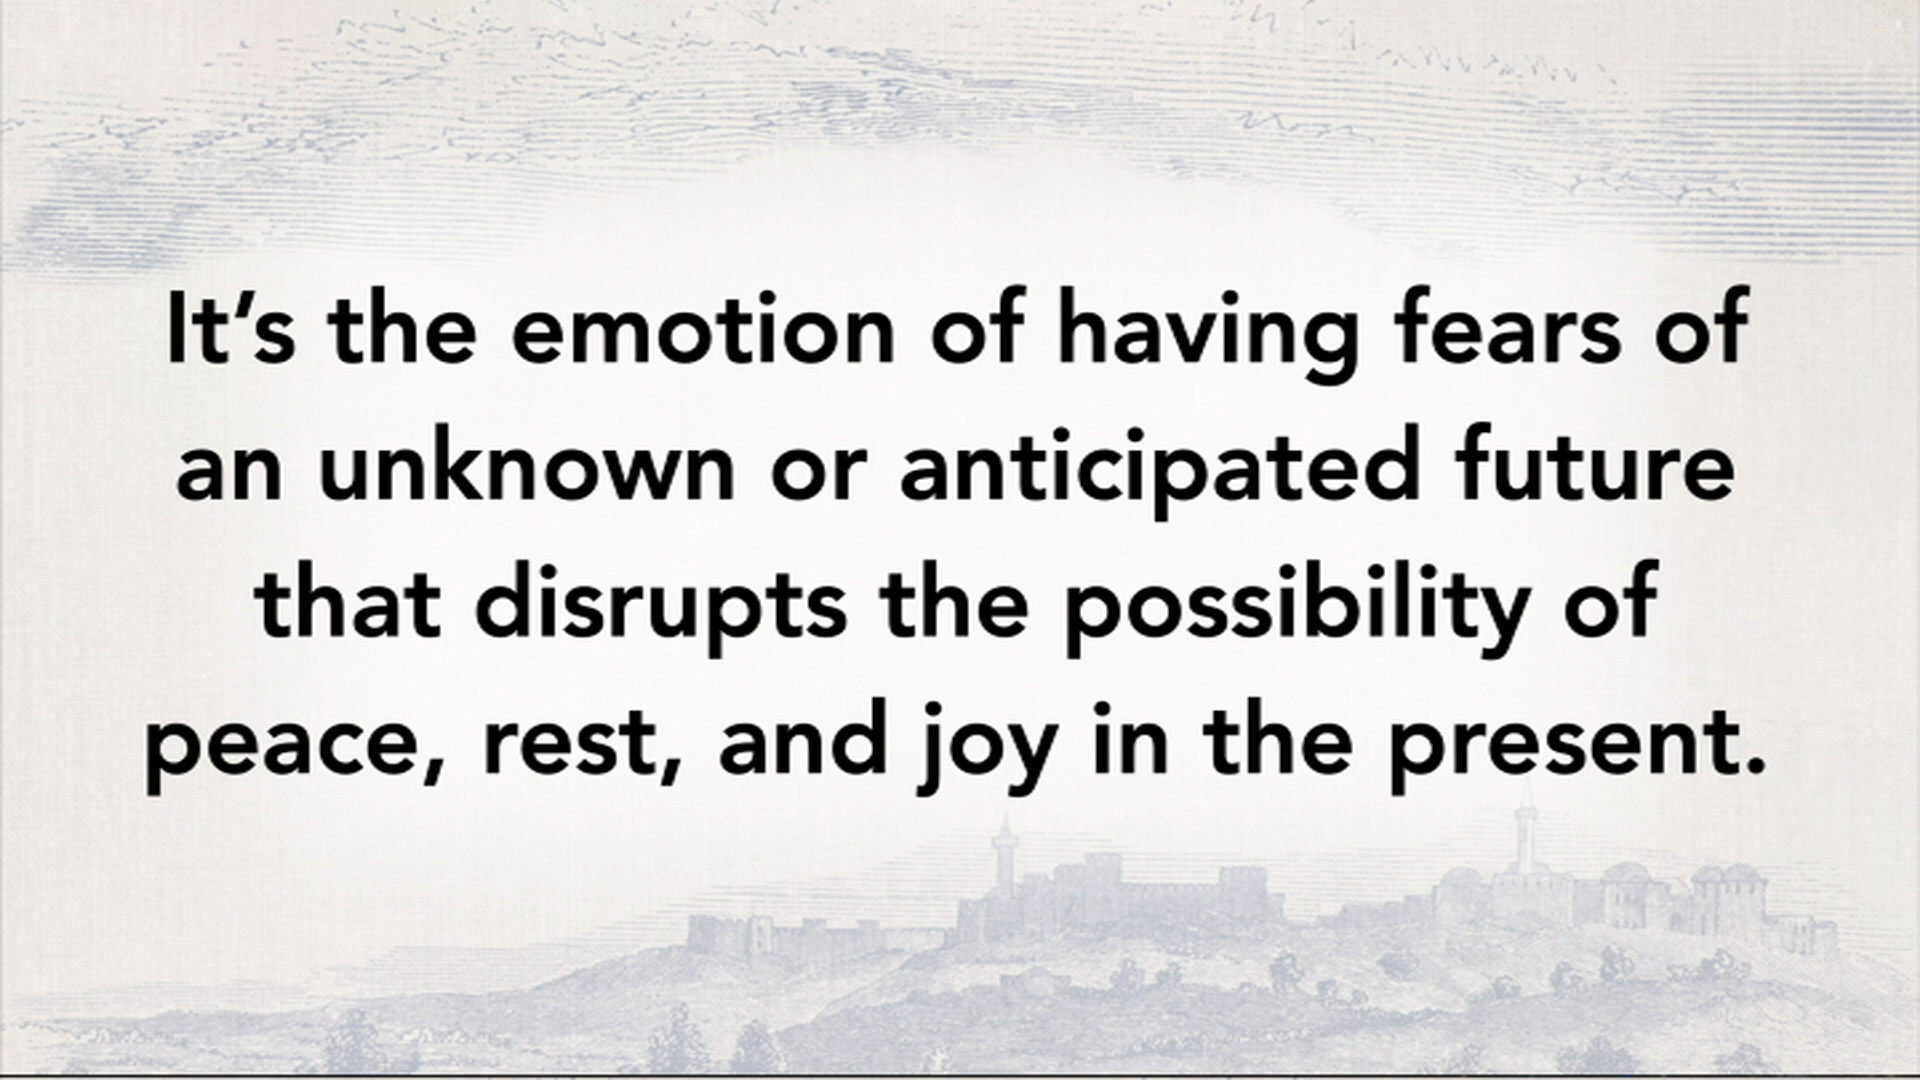 It’s the emotion of having fears of
an unknown or anticipated future
that disrupts the possibility of
peace, rest, and joy in the present.